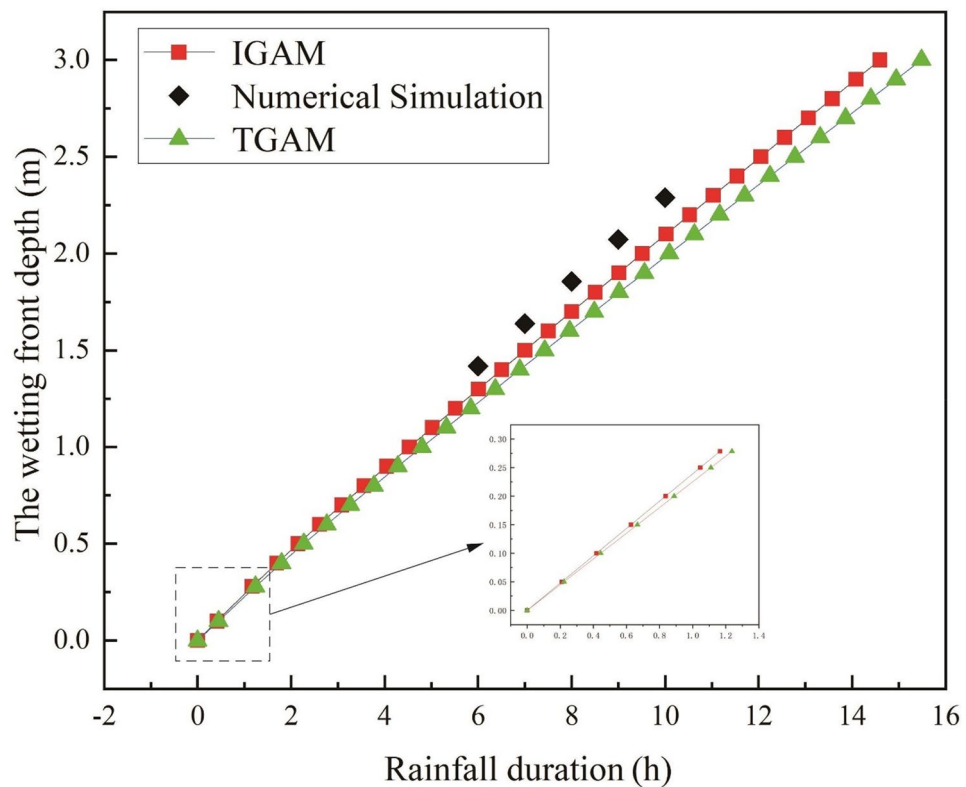 IGAM
Numerical Simulation
TGAM
The wetting front depth (m)
3.0
2.5
2.0
1.5
1.0
0.5
0.0
0.30
0.25
0.20
0.15
0.10
0.05
0.00
0.0 0.2 0.4 0.6 0.8 1.0 1.2 1.4
-2 0 2 4 6 8 10 12 14 16
Rainfall duration (h)